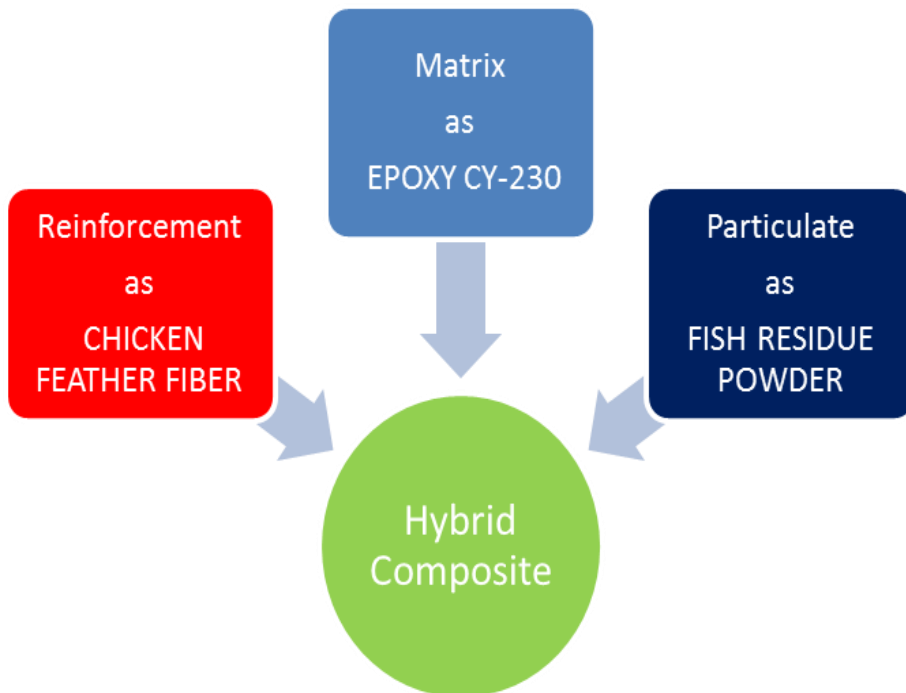 Matrix
as
EPOXY CY-230
Reinforcement
as
CHICKEN
FEATHER FIBER
Particulate
as
FISH RESIDUE
POWDER
Hybrid
Composite